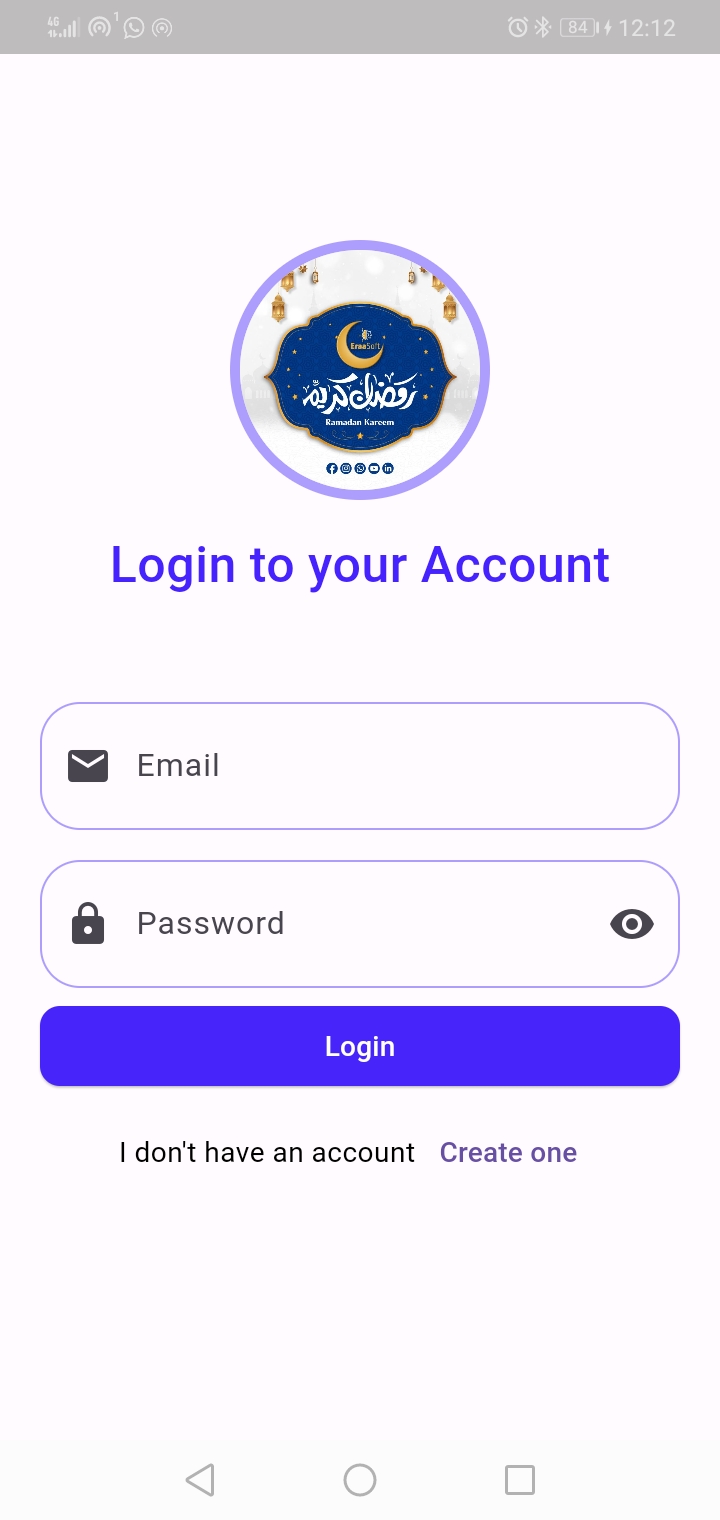 4G 1 84 12:12
EraaSoft
رمضان كريم
Ramadan Kareem
Login to your Account
Email
Password
Login
I don't have an account Create one